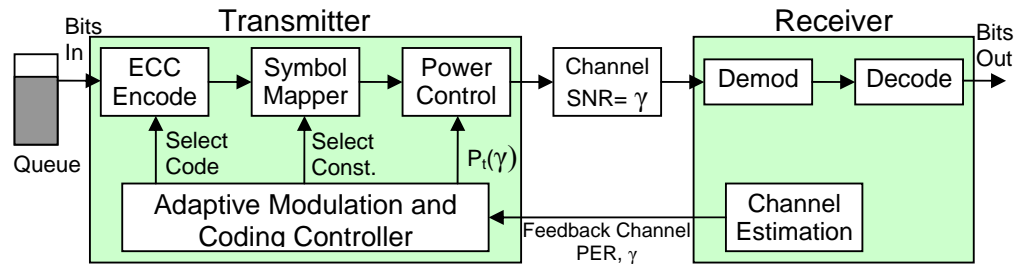 Transmitter
Receiver
Bits
In
Queue
ECC
Encode
Symbol
Mapper
Power
Control
Channel
SNR= γ
Demod
Decode
Bits
Out
Select
Code
Select
Const.
Pt(γ)
Adaptive Modulation and
Coding Controller
Feedback Channel
PER, γ
Channel
Estimation